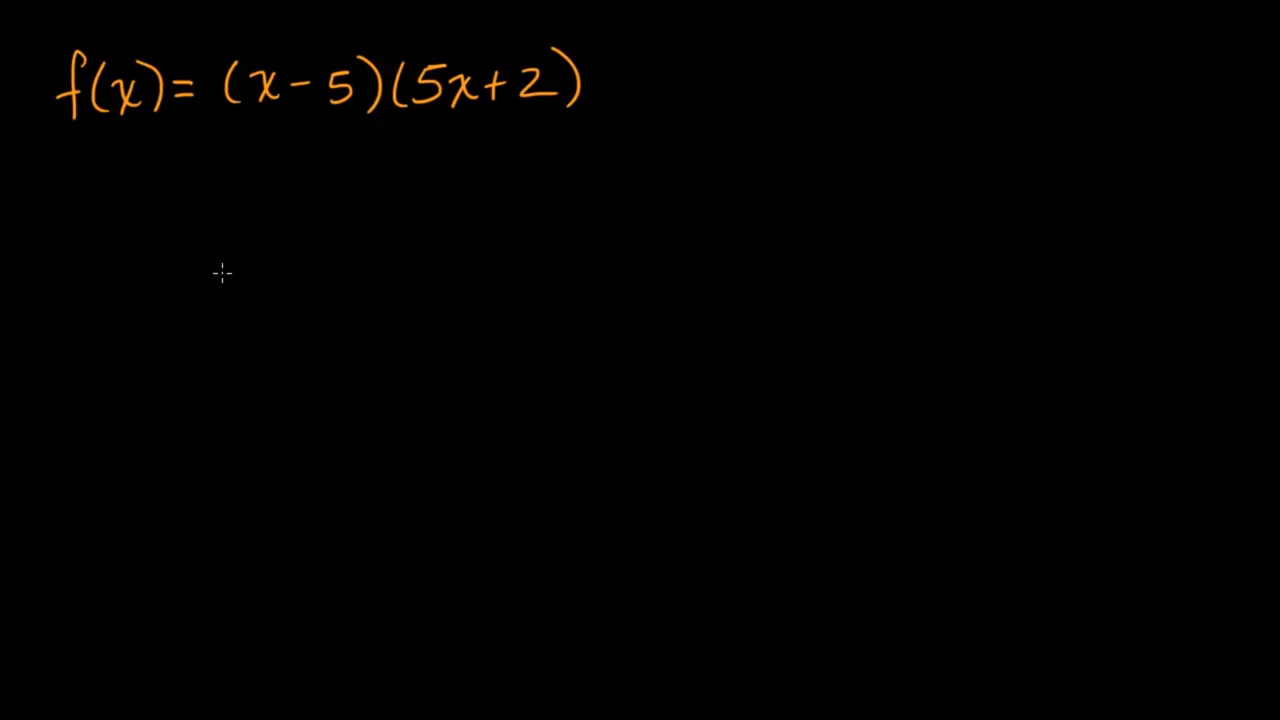 f(x) = (x - 5)(5x + 2)